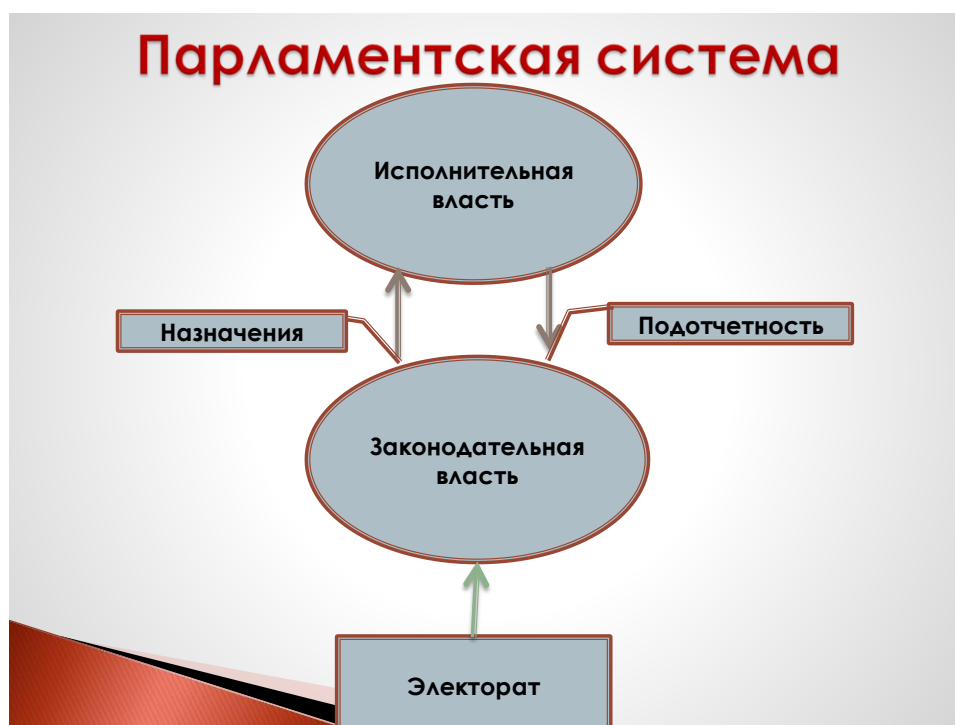 Парламентская система
Исполнительная
власть
Назначения
Подотчетность
Законодательная
власть
Электорат